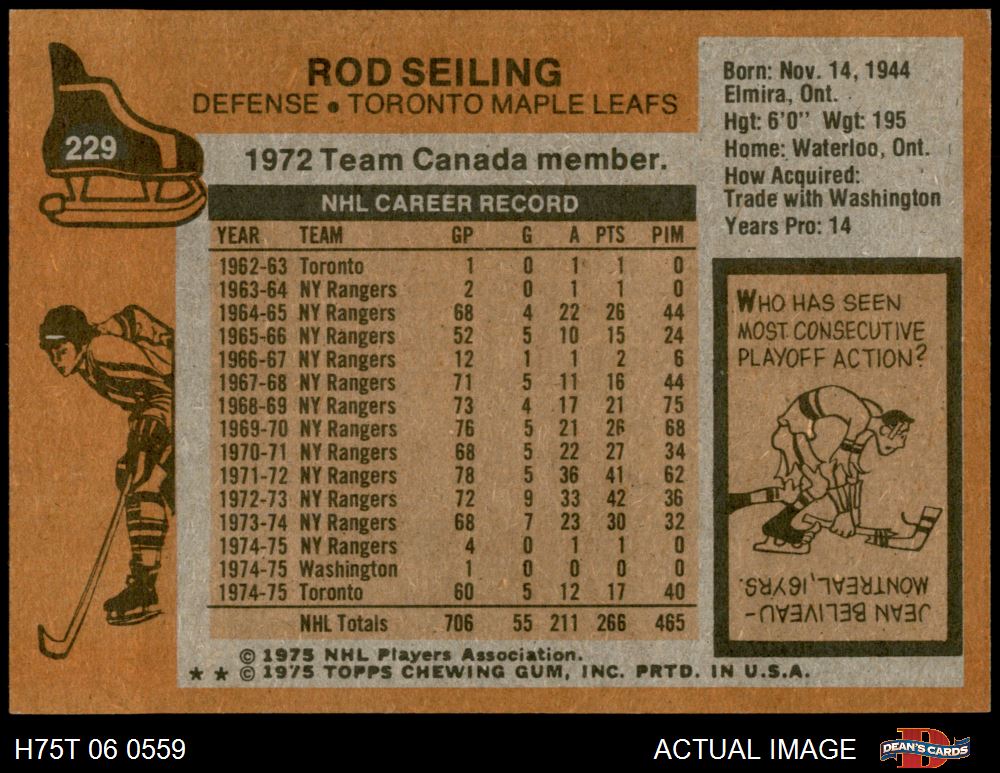 229
ROD SEILING
DEFENSE • TORONTO MAPLE LEAFS
1972 Team Canada member.
NHL CAREER RECORD
YEAR TEAM GP G A PTS PIM
1962-63 Toronto 1 0 1 1 0
1963-64 NY Rangers 2 0 1 1 0
1964-65 NY Rangers 68 4 22 26 44
1965-66 NY Rangers 52 5 10 15 24
1966-67 NY Rangers 12 1 1 2 6
1967-68 NY Rangers 71 5 11 16 44
1968-69 NY Rangers 73 4 17 21 75
1969-70 NY Rangers 76 5 21 26 68
1970-71 NY Rangers 68 5 22 27 34
1971-72 NY Rangers 78 5 36 41 62
1972-73 NY Rangers 72 9 33 42 36
1973-74 NY Rangers 68 7 23 30 32
1974-75 NY Rangers 4 0 1 1 0
1974-75 Washington 1 0 0 0 0
1974-75 Toronto 60 5 12 17 40
NHL Totals 706 55 211 266 465
© 1975 NHL Players Association.
★ ★ © 1975 TOPPS CHEWING GUM, INC. PRTD. IN U.S.A.
Born: Nov. 14, 1944
Elmira, Ont.
Hgt: 6'0" Wgt: 195
Home: Waterloo, Ont.
How Acquired:
Trade with Washington
Years Pro: 14
WHO HAS SEEN
MOST CONSECUTIVE
PLAYOFF ACTION?
JEAN BELIVEAU-
MONTREAL, 16YRS.
H75T 06 0559
ACTUAL IMAGE
DEAN'S CARDS